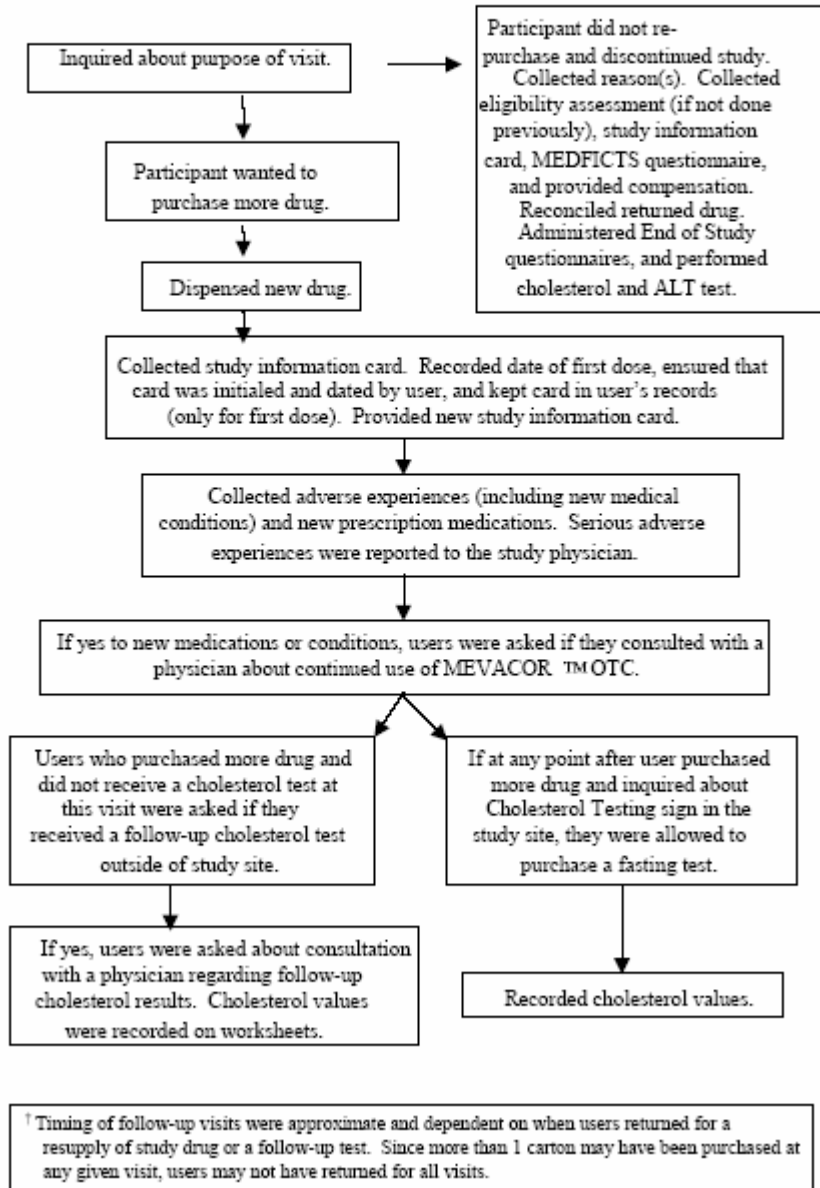 Inquired about purpose of visit.
Participant did not re-
purchase and discontinued study.
Collected reason(s). Collected
eligibility assessment (if not done
previously), study information
card, MEDFICTS questionnaire,
and provided compensation.
Reconciled returned drug.
Administered End of Study
questionnaires, and performed
cholesterol and ALT test.
Participant wanted to
purchase more drug.
Dispensed new drug.
Collected study information card. Recorded date of first dose, ensured that
card was initialed and dated by user, and kept card in user's records
(only for first dose). Provided new study information card.
Collected adverse experiences (including new medical
conditions) and new prescription medications. Serious adverse
experiences were reported to the study physician.
If yes to new medications or conditions, users were asked if they consulted with a
physician about continued use of MEVACOR ™ OTC.
Users who purchased more drug and
did not receive a cholesterol test at
this visit were asked if they
received a follow-up cholesterol test
outside of study site.
If at any point after user purchased
more drug and inquired about
Cholesterol Testing sign in the
study site, they were allowed to
purchase a fasting test.
If yes, users were asked about consultation
with a physician regarding follow-up
cholesterol results. Cholesterol values
were recorded on worksheets.
Recorded cholesterol values.
† Timing of follow-up visits were approximate and dependent on when users returned for a
resupply of study drug or a follow-up test. Since more than 1 carton may have been purchased at
any given visit, users may not have returned for all visits.